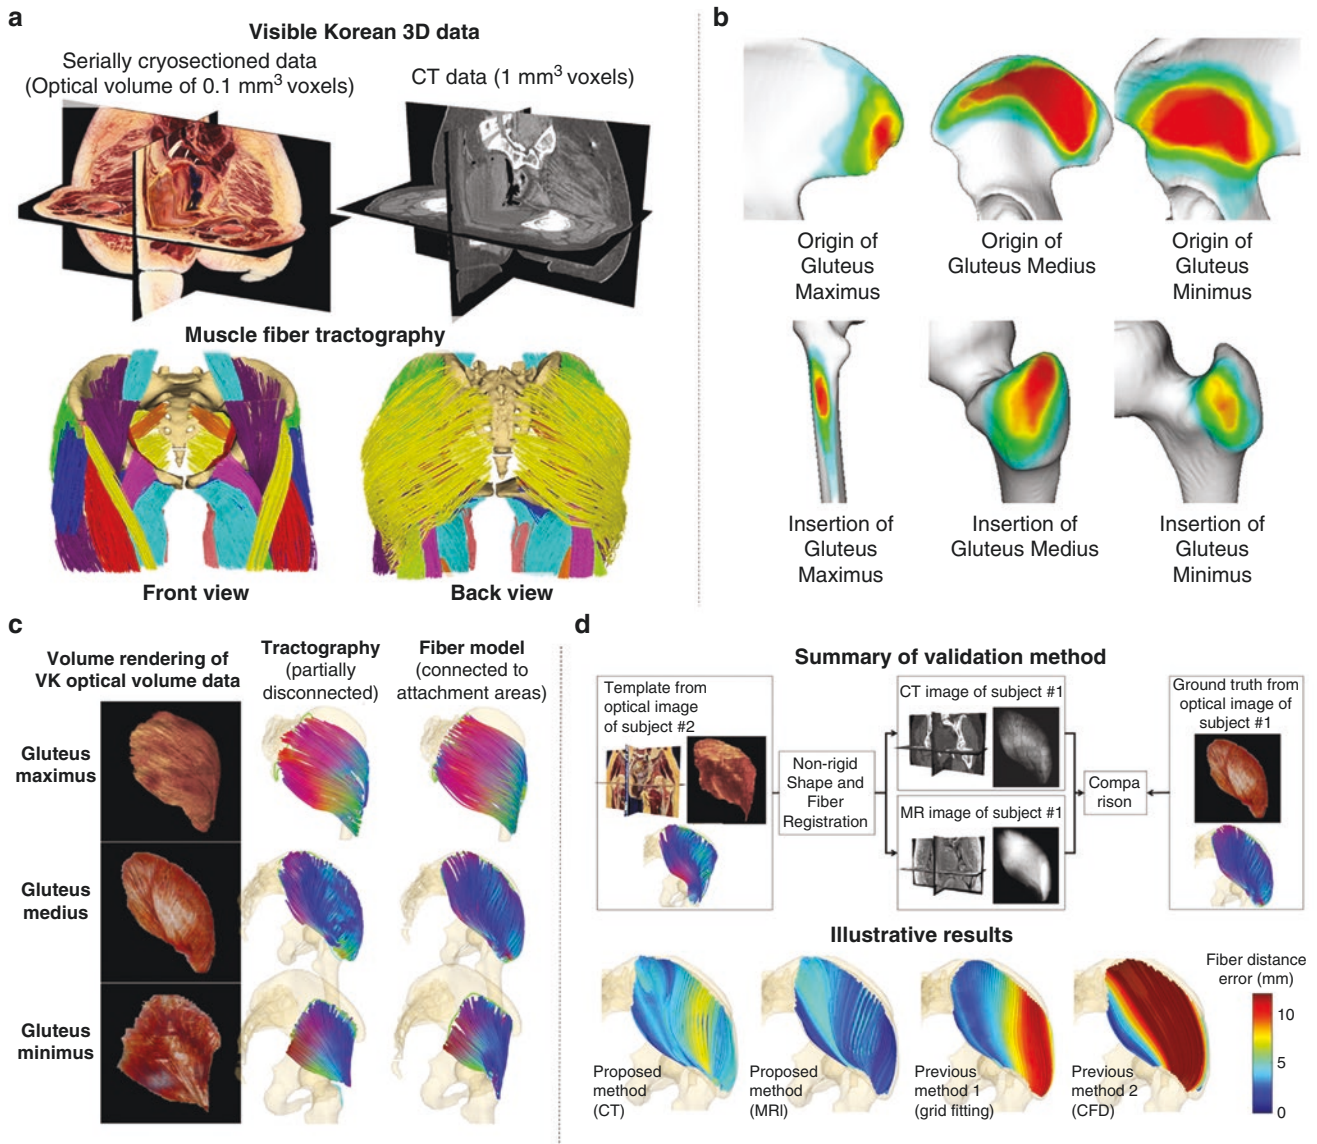 a
Visible Korean 3D data
Serially cryosectioned data
(Optical volume of 0.1 mm³ voxels)
CT data (1 mm³ voxels)
Muscle fiber tractography
Front view
Back view
b
Origin of
Gluteus
Maximus
Origin of
Gluteus Medius
Origin of
Gluteus
Minimus
Insertion of
Gluteus
Maximus
Insertion of
Gluteus Medius
Insertion of
Gluteus
Minimus
c
Volume rendering of
VK optical volume data
Tractography
(partially
disconnected)
Fiber model
(connected to
attachment areas)
Gluteus
maximus
Gluteus
medius
Gluteus
minimus
d
Summary of validation method
Template from
optical image
of subject #2
Non-rigid
Shape and
Fiber
Registration
CT image of subject #1
MR image of subject #1
Compa
rison
Ground truth from
optical image of
subject #1
Illustrative results
Proposed
method
(CT)
Proposed
method
(MRI)
Previous
method 1
(grid fitting)
Previous
method 2
(CFD)
Fiber distance
error (mm)
10
5
0